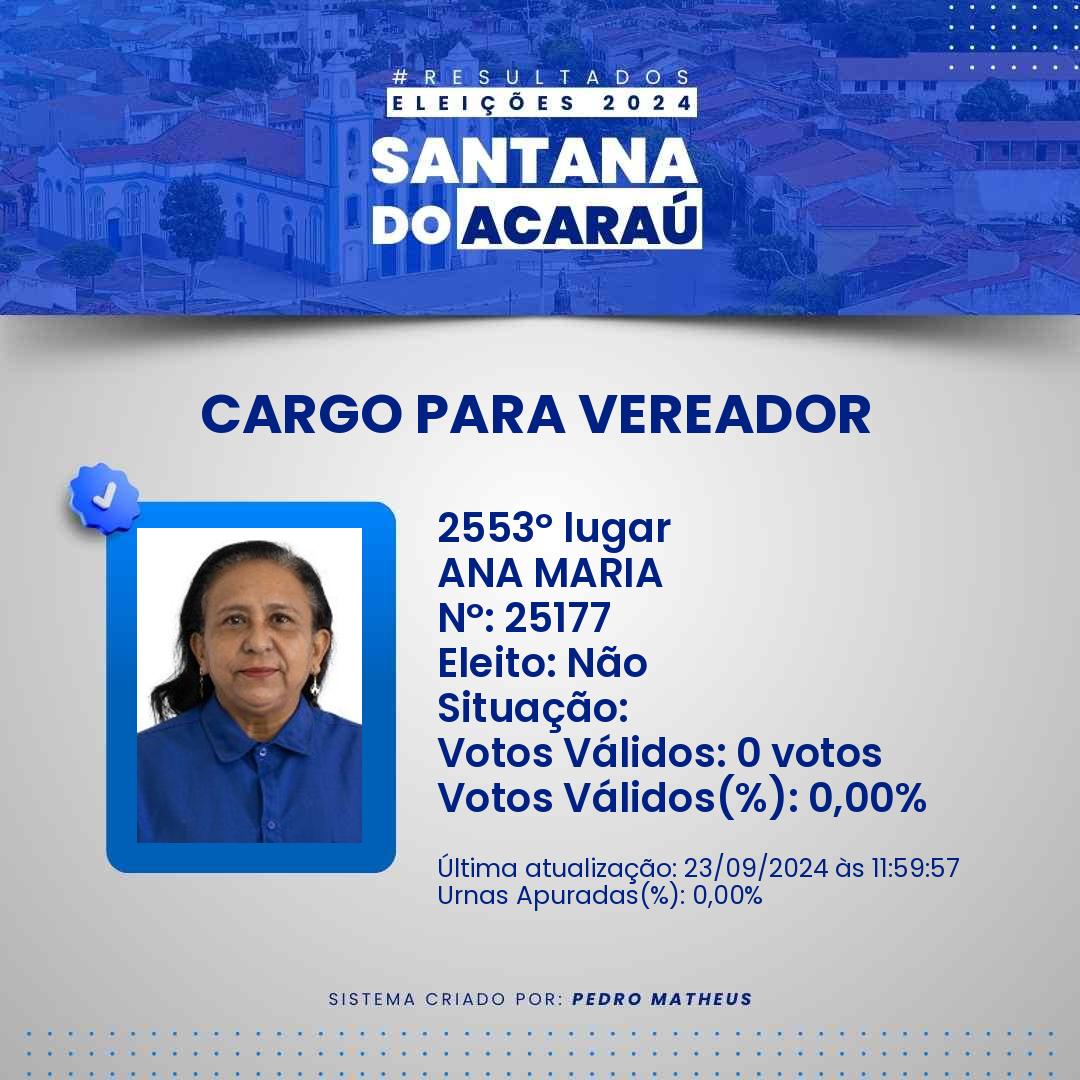 #RESULTADOS
ELEIÇÕES 2024
SANTANA
DO ACARAÚ
CARGO PARA VEREADOR
2553º lugar
ANA MARIA
Nº: 25177
Eleito: Não
Situação:
Votos Válidos: 0 votos
Votos Válidos(%): 0,00%
Última atualização: 23/09/2024 às 11:59:57
Urnas Apuradas(%): 0,00%
SISTEMA CRIADO POR: PEDRO MATHEUS